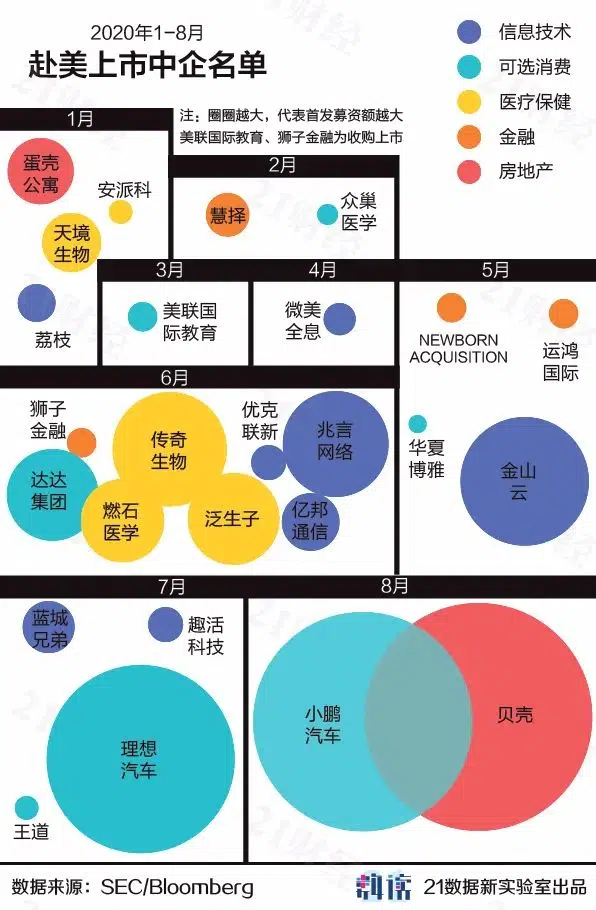 2020年1-8月
赴美上市中企名单
信息技术
可选消费
医疗保健
金融
房地产
注：圈圈越大，代表首发募资额越大
美联国际教育、狮子金融为收购上市
1月
蛋壳
公寓
安派科
天境
生物
荔枝
2月
慧择
众巢
医学
3月
美联国
际教育
4月
微美
全息
5月
NEWBORN
ACQUISITION
运鸿
国际
华夏
博雅
金山
云
6月
狮子
金融
达达
集团
传奇
生物
燃石
医学
泛生子
优克
联新
兆言
网络
亿邦
通信
7月
蓝城
兄弟
趣活
科技
理想
汽车
王道
8月
小鹏
汽车
贝壳
数据来源：SEC/Bloomberg
21数据新实验室出品
21财经